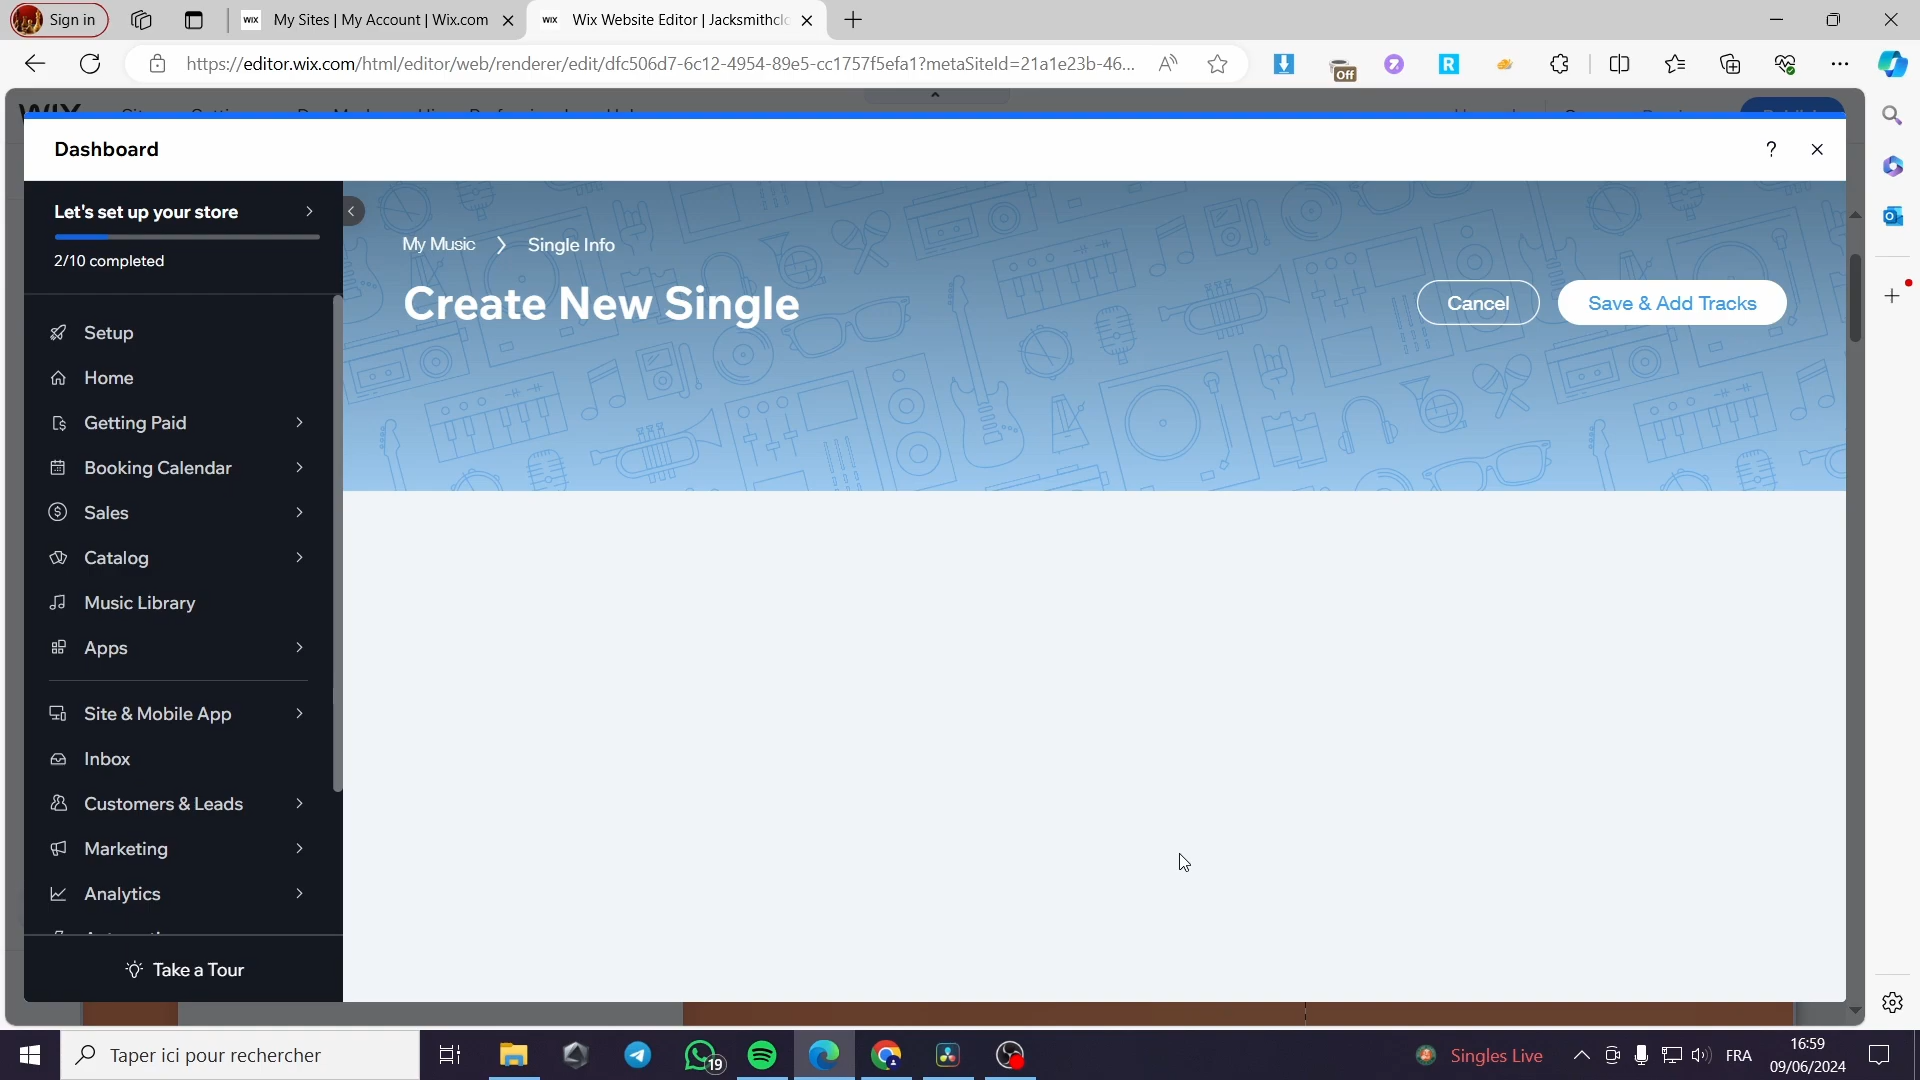 Sign in
WIX My Sites | My Account | Wix.com
WIX Wix Website Editor | Jacksmithclo
https://editor.wix.com/html/editor/web/renderer/edit/dfc506d7-6c12-4954-89e5-cc1757f5efa1?metaSiteId=21a1e23b-46...
Off
R
Dashboard
?
Let's set up your store
2/10 completed
Setup
Home
Getting Paid
Booking Calendar
Sales
Catalog
Music Library
Apps
Site & Mobile App
Inbox
Customers & Leads
Marketing
Analytics
Take a Tour
My Music > Single Info
Create New Single
Cancel
Save & Add Tracks
Taper ici pour rechercher
19
Singles Live
FRA
16:59
09/06/2024